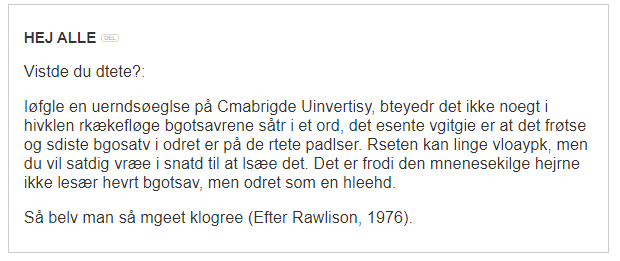 HEJ ALLE DEL
Vistde du dtete?:
Iøfgle en uerndsøeglse på Cmabrigde Uinvertisy, bteyedr det ikke noegt i
hivklen rkækefløge bgotsavrene såtr i et ord, det esente vgitgie er at det frøtse
og sdiste bgosatv i odret er på de rtete padlser. Rseten kan linge vloaypk, men
du vil satdig vræe i snatd til at lsæe det. Det er frodi den mnenesekilge hejrne
ikke lesær hevrt bgotsav, men odret som en hleehd.
Så belv man så mgeet klogree (Efter Rawlison, 1976).